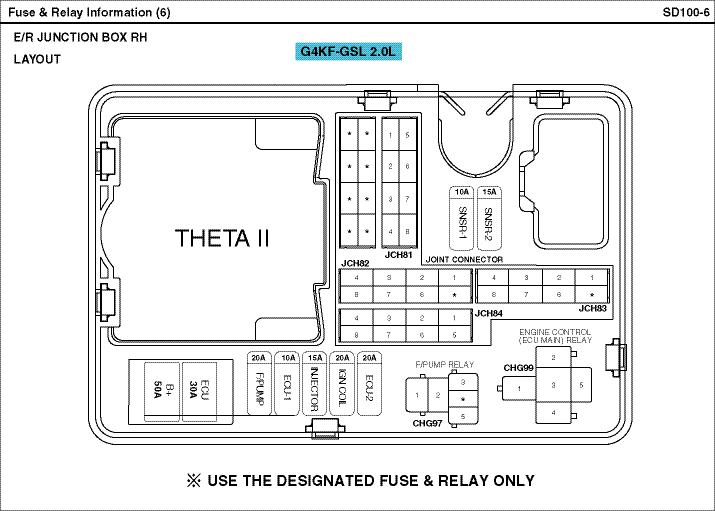 Fuse & Relay Information (6)
SD100-6
E/R JUNCTION BOX RH
LAYOUT
G4KF-GSL 2.0L
THETA II
* * 1 5
* * 2 6
* * 3 7
* * 4 8
JCH81
JCH82
10A 15A
SNSR-1 SNSR-2
JOINT CONNECTOR
4 3 2 1
8 7 6 *
4 3 2 1
8 7 6 *
JCH84
JCH83
4 3 2 1
8 7 6 5
B+ 50A
ECU 30A
20A 10A 15A 20A 20A
F/PUMP ECU-1 INJECTOR IGN COIL ECU-2
F/PUMP RELAY
1 2 3 * 5
CHG97
ENGINE CONTROL
(ECU MAIN) RELAY
CHG99
2
1 3 5
4
※ USE THE DESIGNATED FUSE & RELAY ONLY